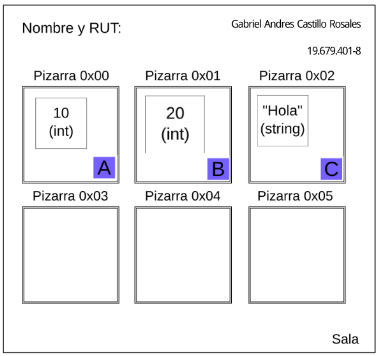 Nombre y RUT: Gabriel Andres Castillo Rosales
19.679.401-8
Pizarra 0x00 Pizarra 0x01 Pizarra 0x02
10 20 "Hola"
(int) (int) (string)
A B C
Pizarra 0x03 Pizarra 0x04 Pizarra 0x05
Sala